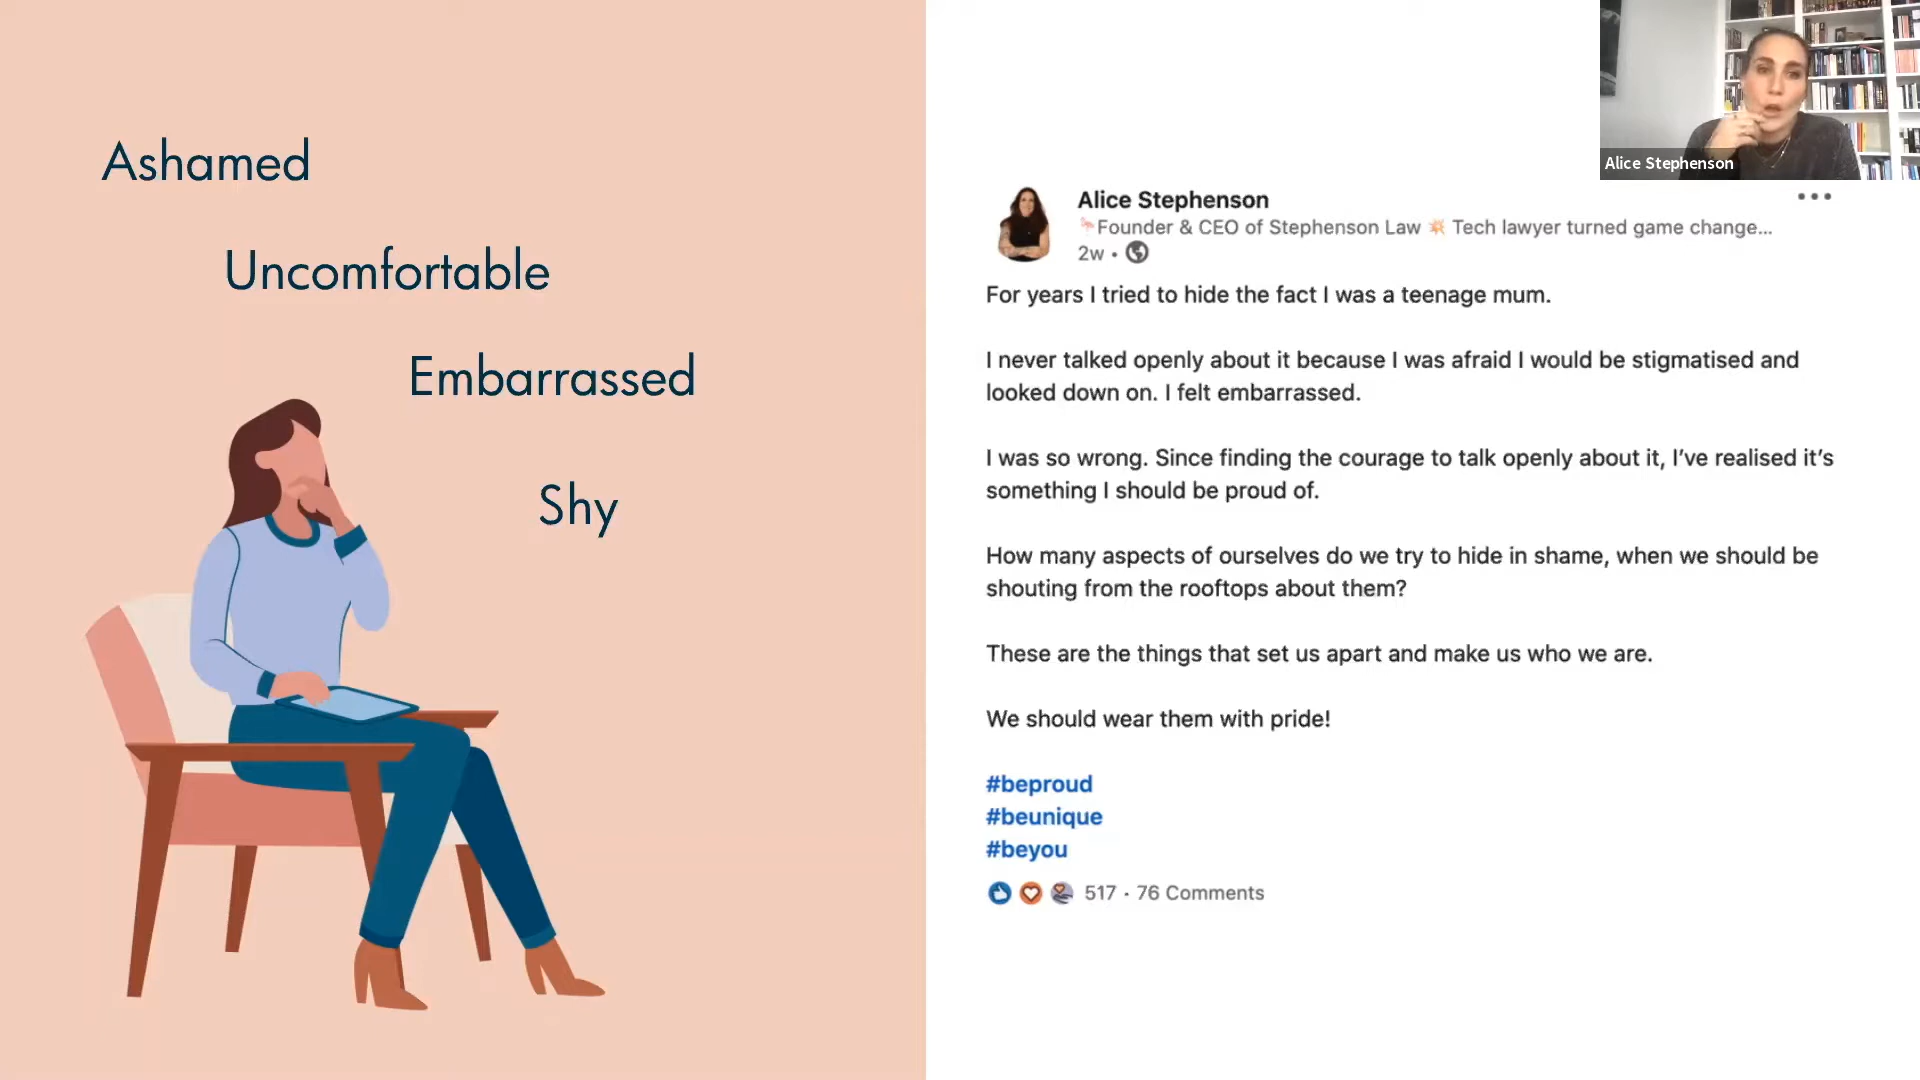 Ashamed
Uncomfortable
Embarrassed
Shy
Alice Stephenson
Alice Stephenson
🦩Founder & CEO of Stephenson Law 💥 Tech lawyer turned game change...
2w •
For years I tried to hide the fact I was a teenage mum.
I never talked openly about it because I was afraid I would be stigmatised and
looked down on. I felt embarrassed.
I was so wrong. Since finding the courage to talk openly about it, I’ve realised it’s
something I should be proud of.
How many aspects of ourselves do we try to hide in shame, when we should be
shouting from the rooftops about them?
These are the things that set us apart and make us who we are.
We should wear them with pride!
#beproud
#beunique
#beyou
517 · 76 Comments